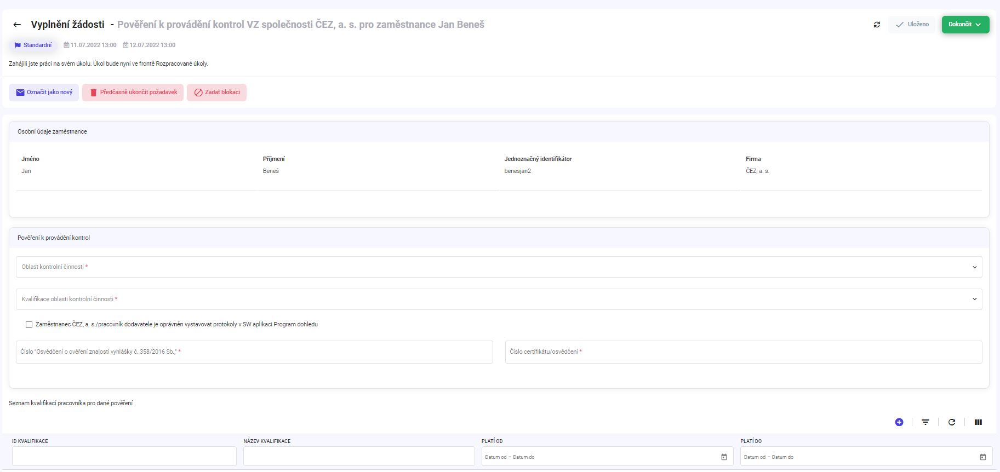 Vyplnění žádosti - Pověření k provádění kontrol VZ společnosti ČEZ, a. s. pro zaměstnance Jan Beneš
Uloženo
Dokončit
Standardní 11.07.2022 13:00 12.07.2022 13:00
Zahájili jste práci na svém úkolu. Úkol bude nyní ve frontě Rozpracované úkoly.
Označit jako nový Předčasně ukončit požadavek Zadat blokaci
Osobní údaje zaměstnance
Jméno Příjmení Jednoznačný identifikátor Firma
Jan Beneš benesjan2 ČEZ, a. s.
Pověření k provádění kontrol
Oblast kontrolní činnosti *
Kvalifikace oblasti kontrolní činnosti *
Zaměstnanec ČEZ, a. s./pracovník dodavatele je oprávněn vystavovat protokoly v SW aplikaci Program dohledu
Číslo "Osvědčení o ověření znalostí vyhlášky č. 358/2016 Sb.," * Číslo certifikátu/osvědčení *
Seznam kvalifikací pracovníka pro dané pověření
ID KVALIFIKACE NÁZEV KVALIFIKACE PLATÍ OD PLATÍ DO
Datum od – Datum do Datum od – Datum do